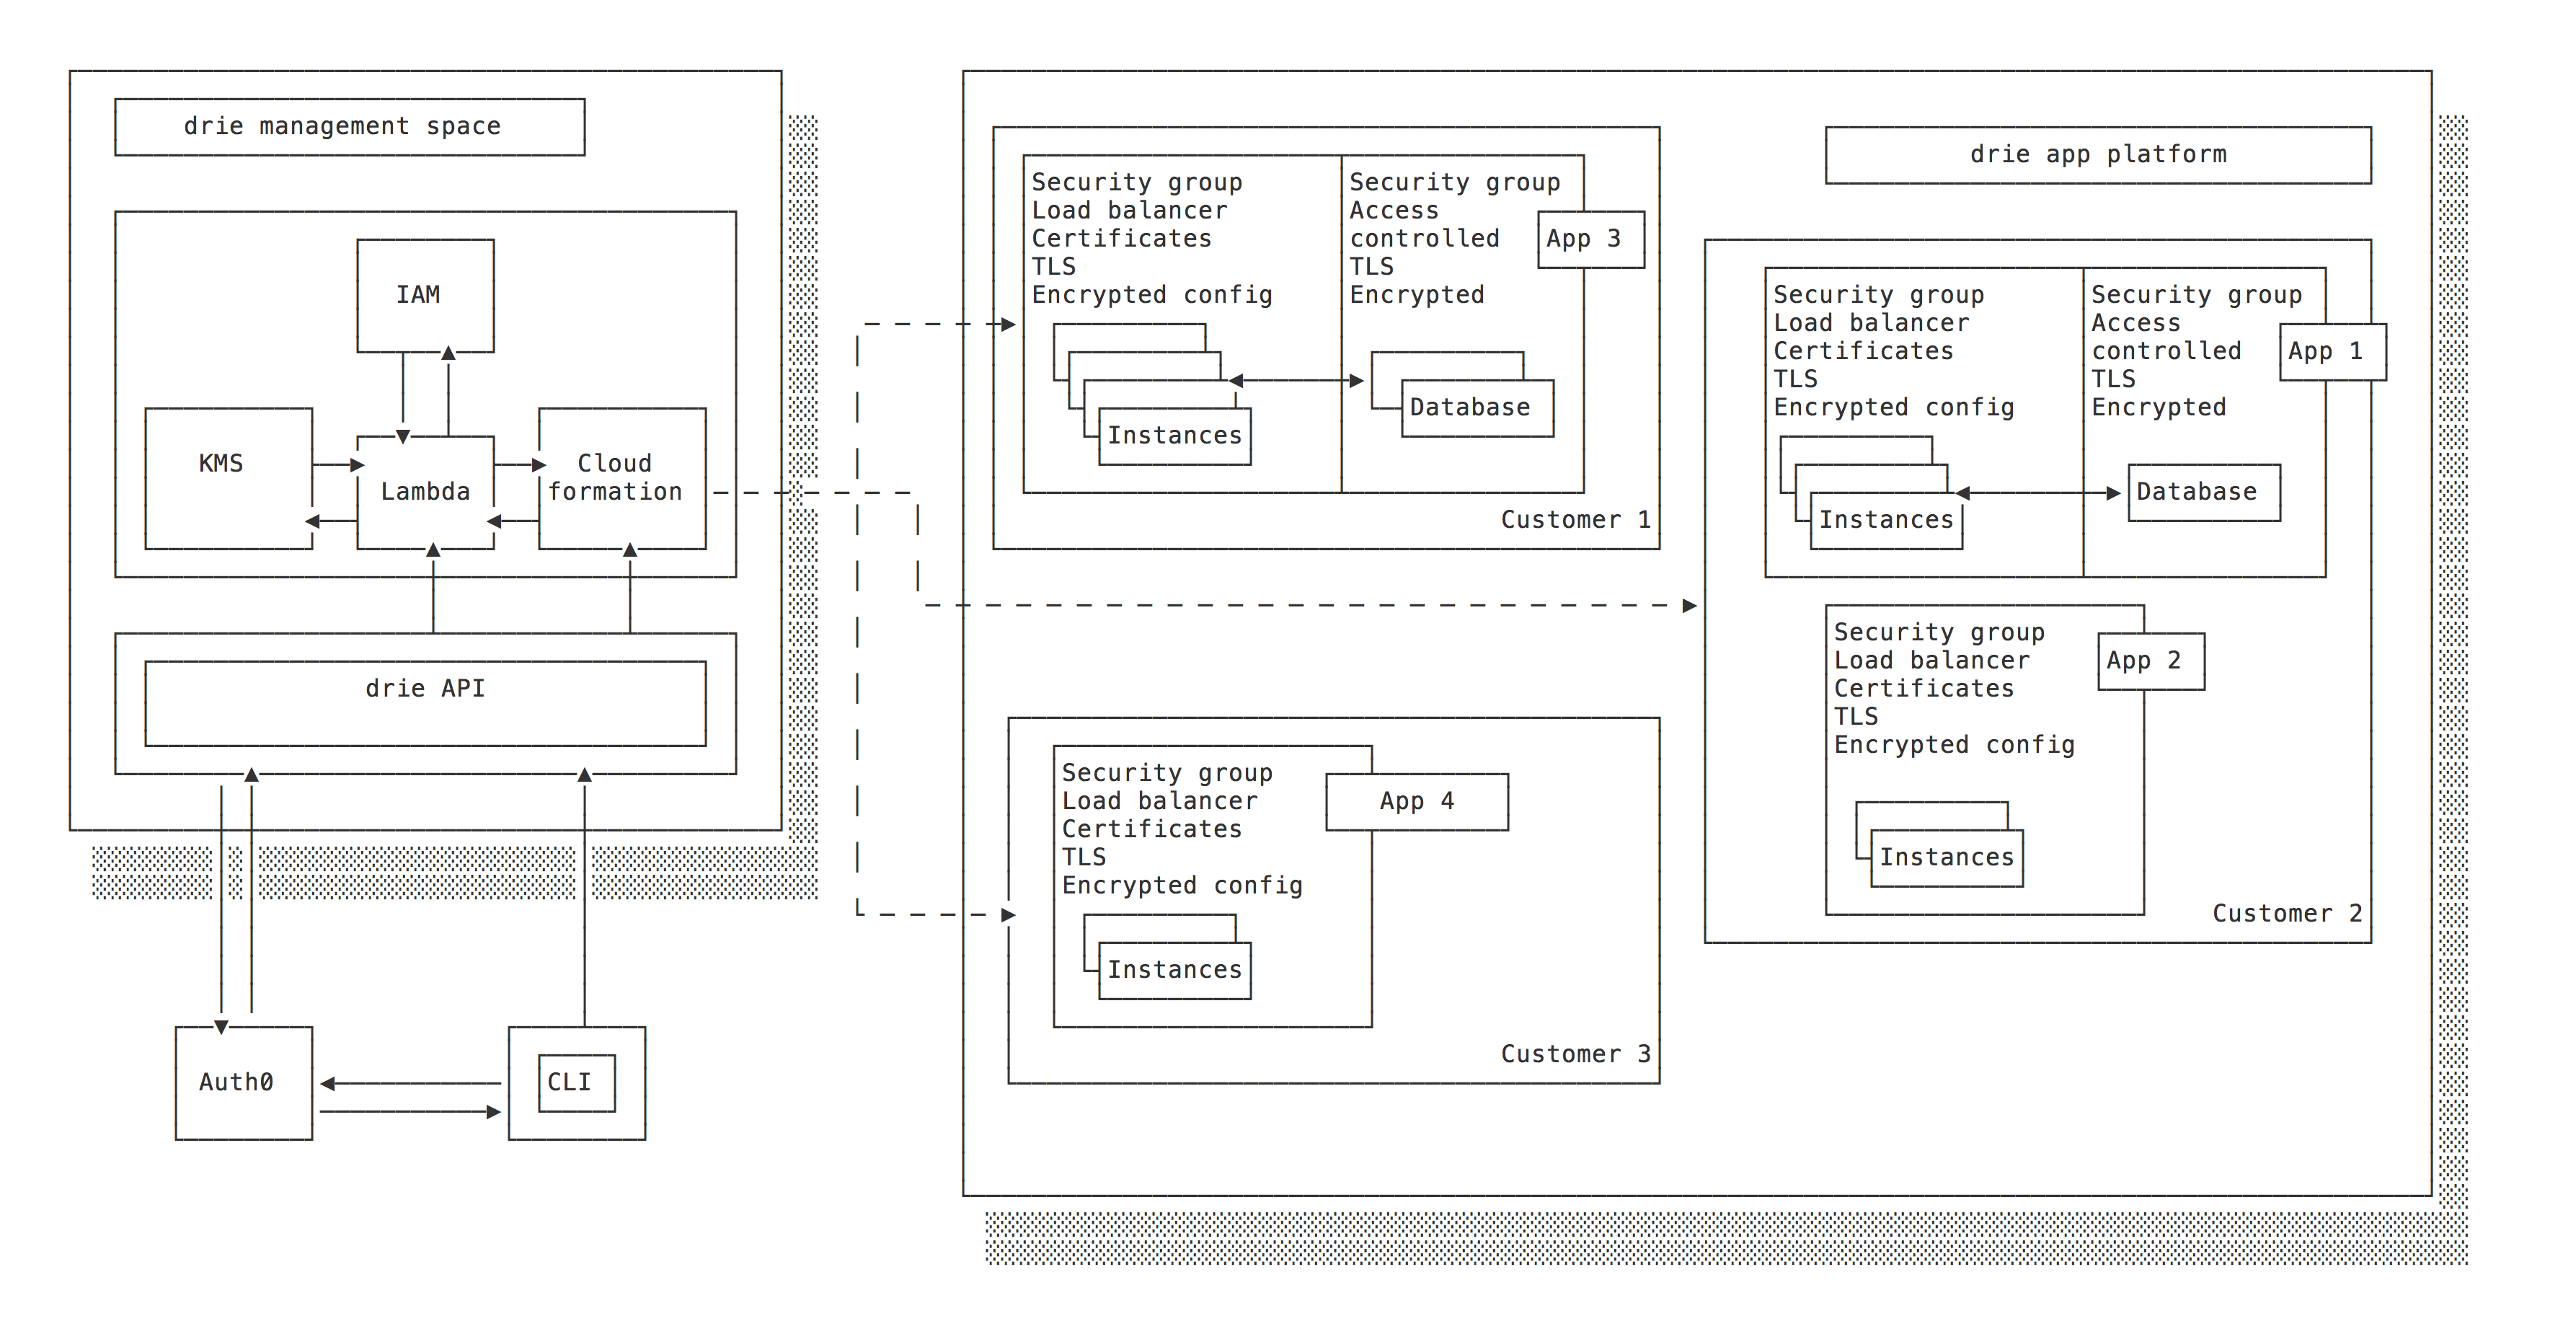 drie management space
IAM
KMS
Lambda
Cloud
formation
drie API
Auth0
CLI
drie app platform
Security group
Load balancer
Certificates
TLS
Encrypted config
Instances
Security group
Access
controlled
TLS
Encrypted
Database
App 3
Customer 1
Security group
Load balancer
Certificates
TLS
Encrypted config
Instances
Security group
Access
controlled
TLS
Encrypted
Database
App 1
Security group
Load balancer
Certificates
TLS
Encrypted config
Instances
App 2
Customer 2
Security group
Load balancer
Certificates
TLS
Encrypted config
Instances
App 4
Customer 3